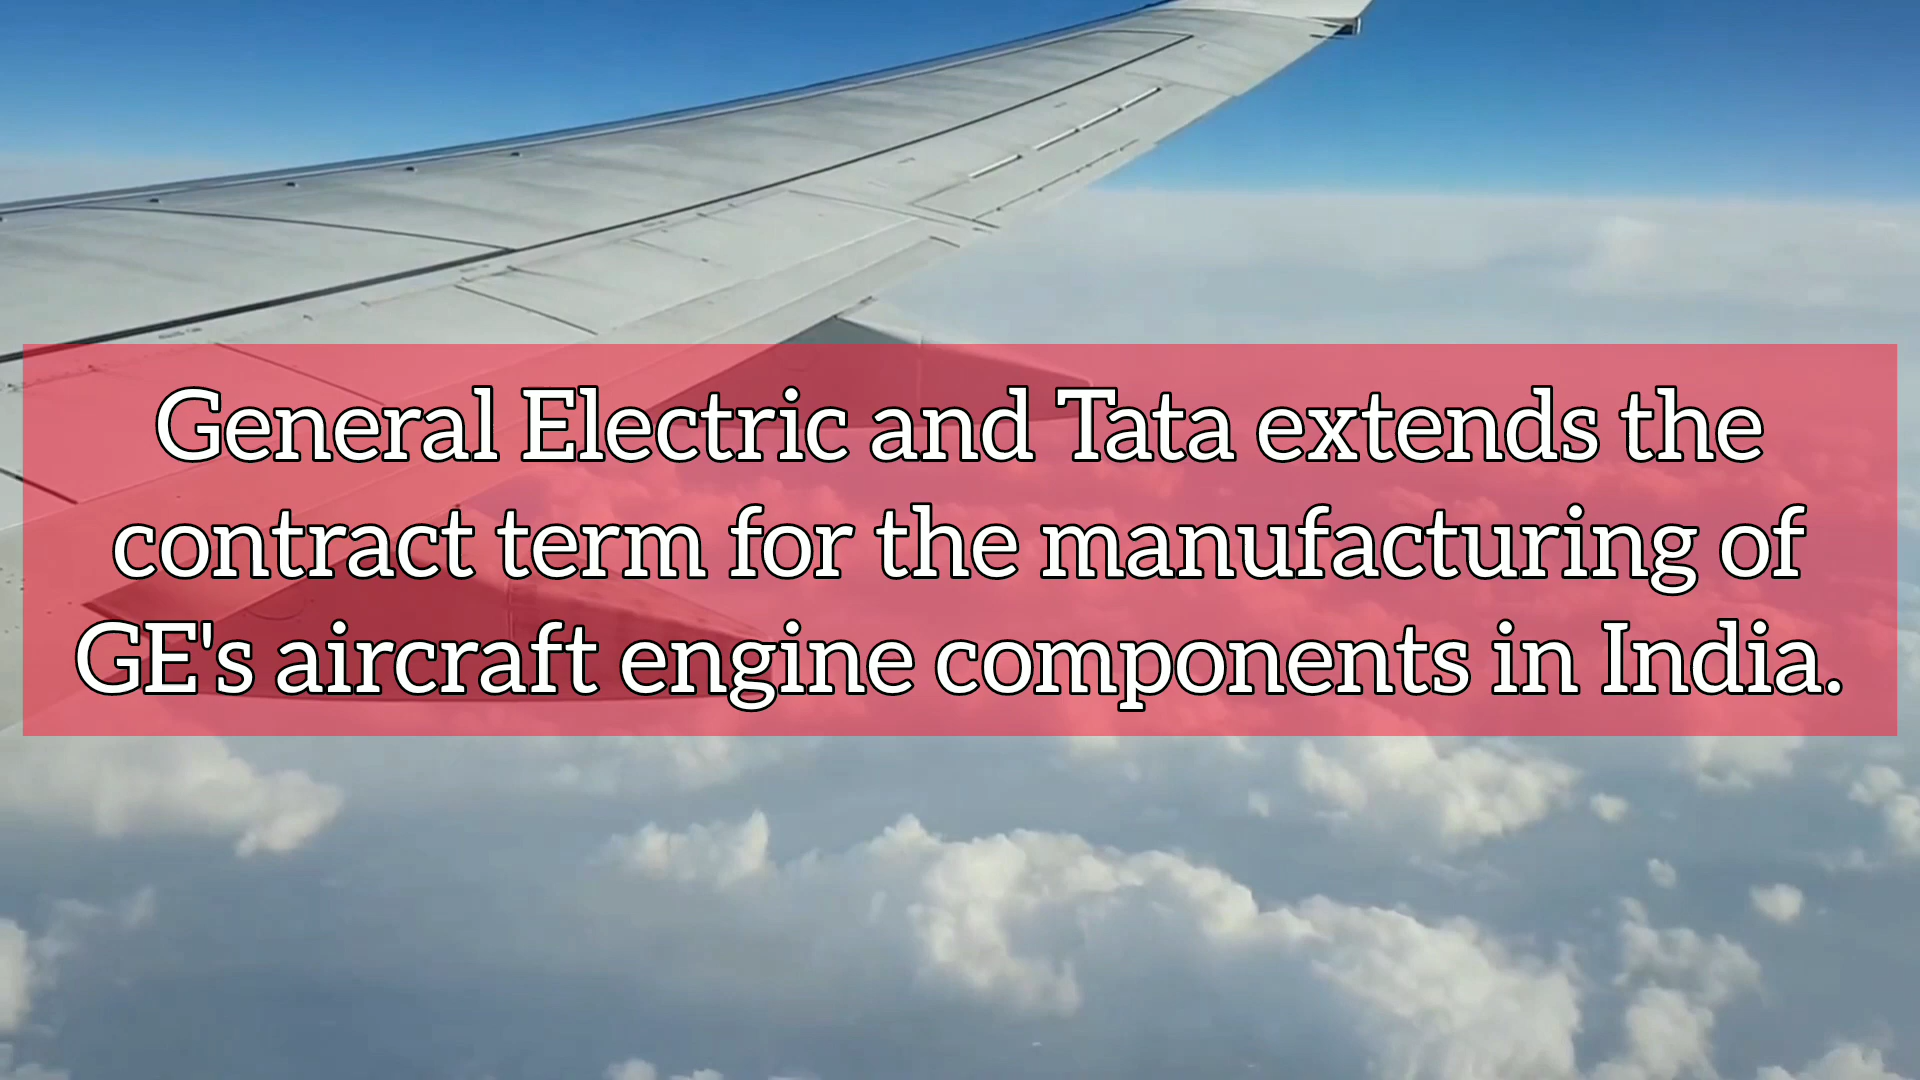 General Electric and Tata extends the
contract term for the manufacturing of
GE's aircraft engine components in India.